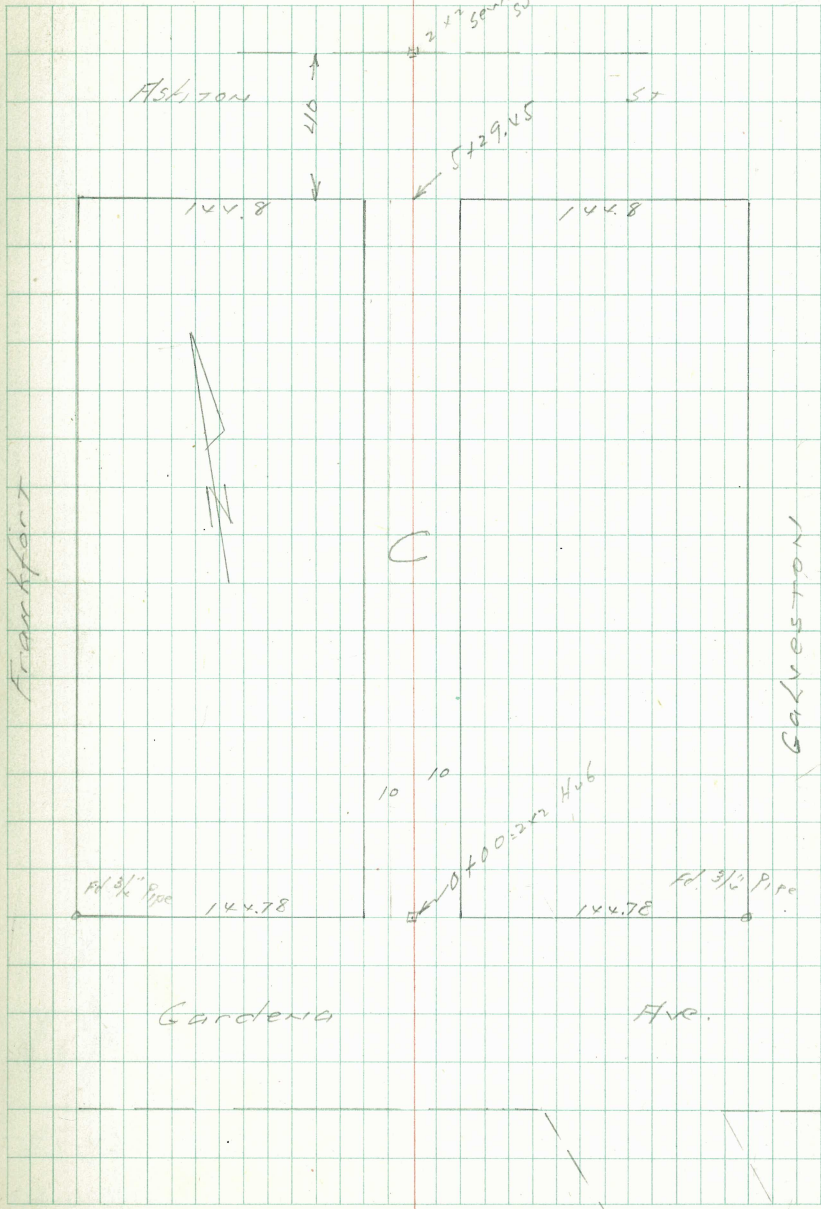 2x2
Ashton St
40
5+29.45
144.8 144.8
N
Frankfort
C
Galveston
10 10
0+00=2x2 Hub
Fd. 3/4" Pipe Fd. 3/4" Pipe
144.78 144.78
Gardena Ave.